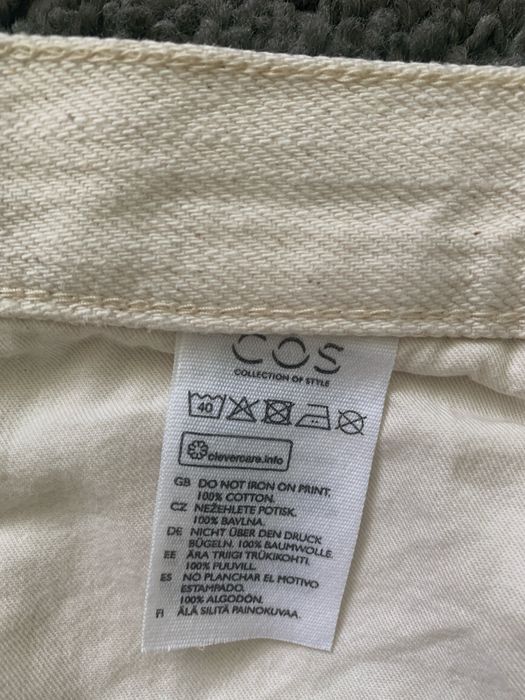 COS
COLLECTION OF STYLE
40
clevercare.info
GB DO NOT IRON ON PRINT.
100% COTTON.
CZ NEŽEHLETE POTISK.
100% BAVLNA.
DE NICHT ÜBER DEN DRUCK
BÜGELN. 100% BAUMWOLLE.
EE ÄRA TRIIGI TRÜKIKOHTI.
100% PUUVILL.
ES NO PLANCHAR EL MOTIVO
ESTAMPADO.
100% ALGODÓN.
FI ÄLÄ SILITÄ PAINOKUVAA.